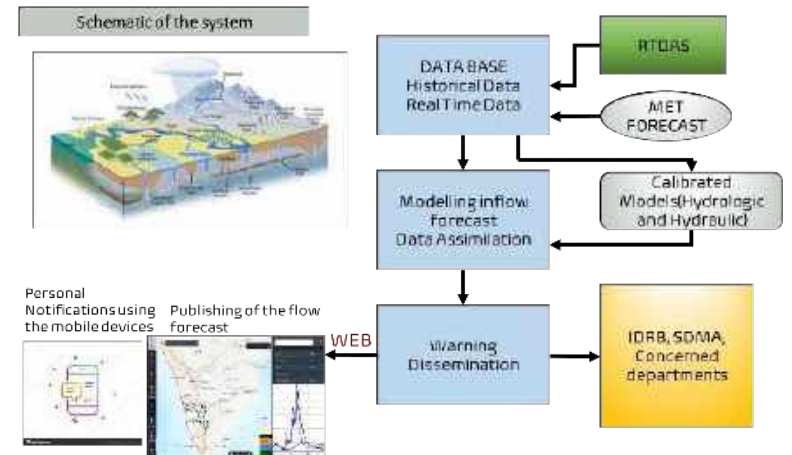 Schematic of the system
RTDAS
DATA BASE
Historical Data
Real Time Data
MET
FORECAST
Calibrated
Models(Hydrologic
and Hydraulic)
Modelling inflow
forecast
Data Assimilation
Personal
Notifications using
the mobile devices
Publishing of the flow
forecast
WEB
Warning
Dissemination
IDRB, SDMA,
Concerned
departments